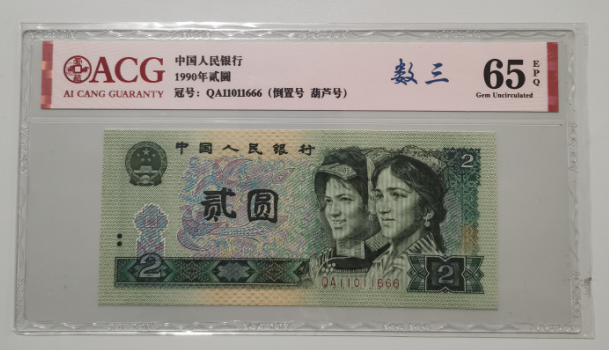 ACG
AI CANG GUARANTY
中国人民银行
1990年贰圆
冠号：QA11011666（倒置号 葫芦号）
数三
65 EPQ
Gem Uncirculated
中国人民银行
2
贰圆
2
QA11011666
2